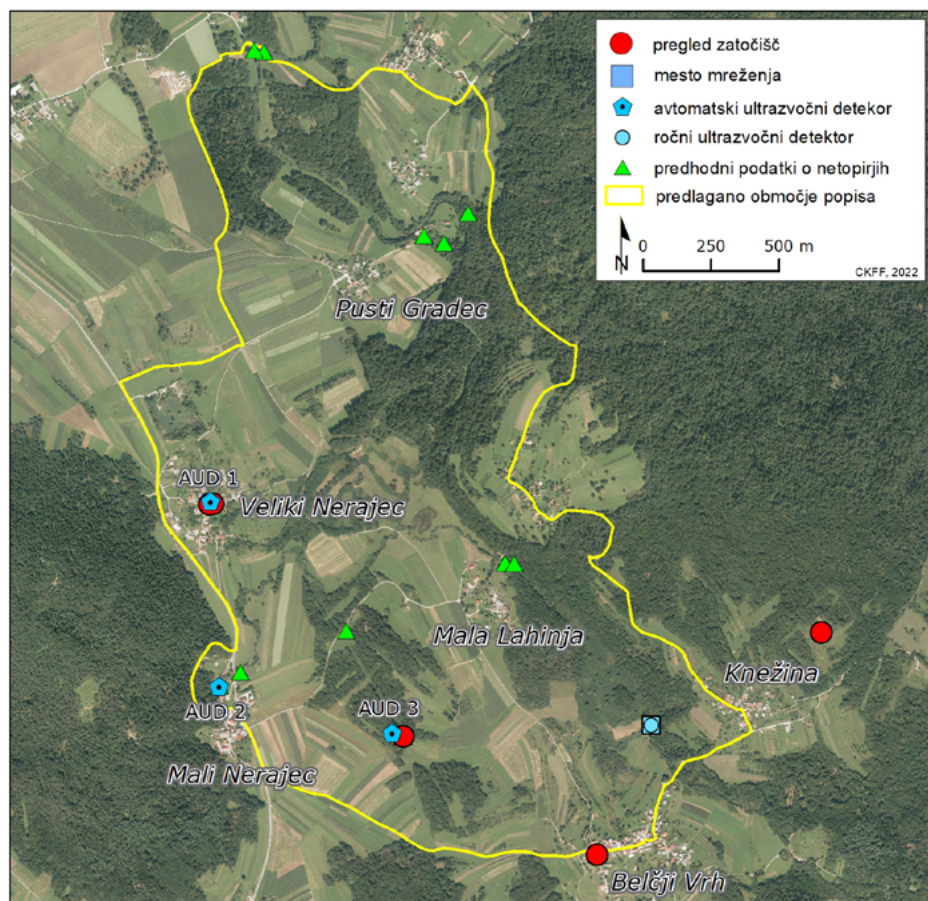 pregled zatočišč
mesto mreženja
avtomatski ultrazvočni detekor
ročni ultrazvočni detektor
predhodni podatki o netopirjih
predlagano območje popisa
N
0 250 500 m
CKFF, 2022
Pusti Gradec
AUD 1
Veliki Nerajec
Mala Lahinja
Knežina
AUD 2
AUD 3
Mali Nerajec
Belčji Vrh